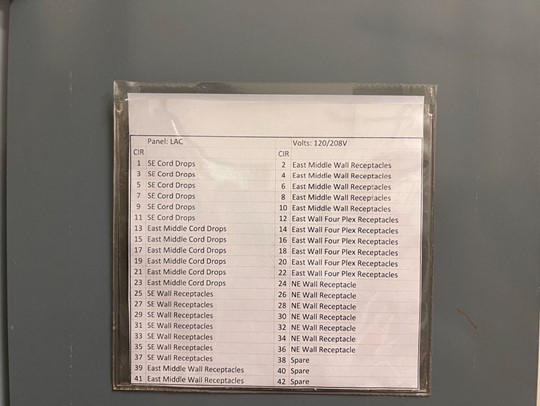 Panel: LAC Volts: 120/208V
CIR CIR
1 SE Cord Drops 2 East Middle Wall Receptacles
3 SE Cord Drops 4 East Middle Wall Receptacles
5 SE Cord Drops 6 East Middle Wall Receptacles
7 SE Cord Drops 8 East Middle Wall Receptacles
9 SE Cord Drops 10 East Middle Wall Receptacles
11 SE Cord Drops 12 East Wall Four Plex Receptacles
13 East Middle Cord Drops 14 East Wall Four Plex Receptacles
15 East Middle Cord Drops 16 East Wall Four Plex Receptacles
17 East Middle Cord Drops 18 East Wall Four Plex Receptacles
19 East Middle Cord Drops 20 East Wall Four Plex Receptacles
21 East Middle Cord Drops 22 East Wall Four Plex Receptacles
23 East Middle Cord Drops 24 NE Wall Receptacle
25 SE Wall Receptacles 26 NE Wall Receptacle
27 SE Wall Receptacles 28 NE Wall Receptacle
29 SE Wall Receptacles 30 NE Wall Receptacle
31 SE Wall Receptacles 32 NE Wall Receptacle
33 SE Wall Receptacles 34 NE Wall Receptacle
35 SE Wall Receptacles 36 NE Wall Receptacle
37 SE Wall Receptacles 38 Spare
39 East Middle Wall Receptacles 40 Spare
41 East Middle Wall Receptacles 42 Spare